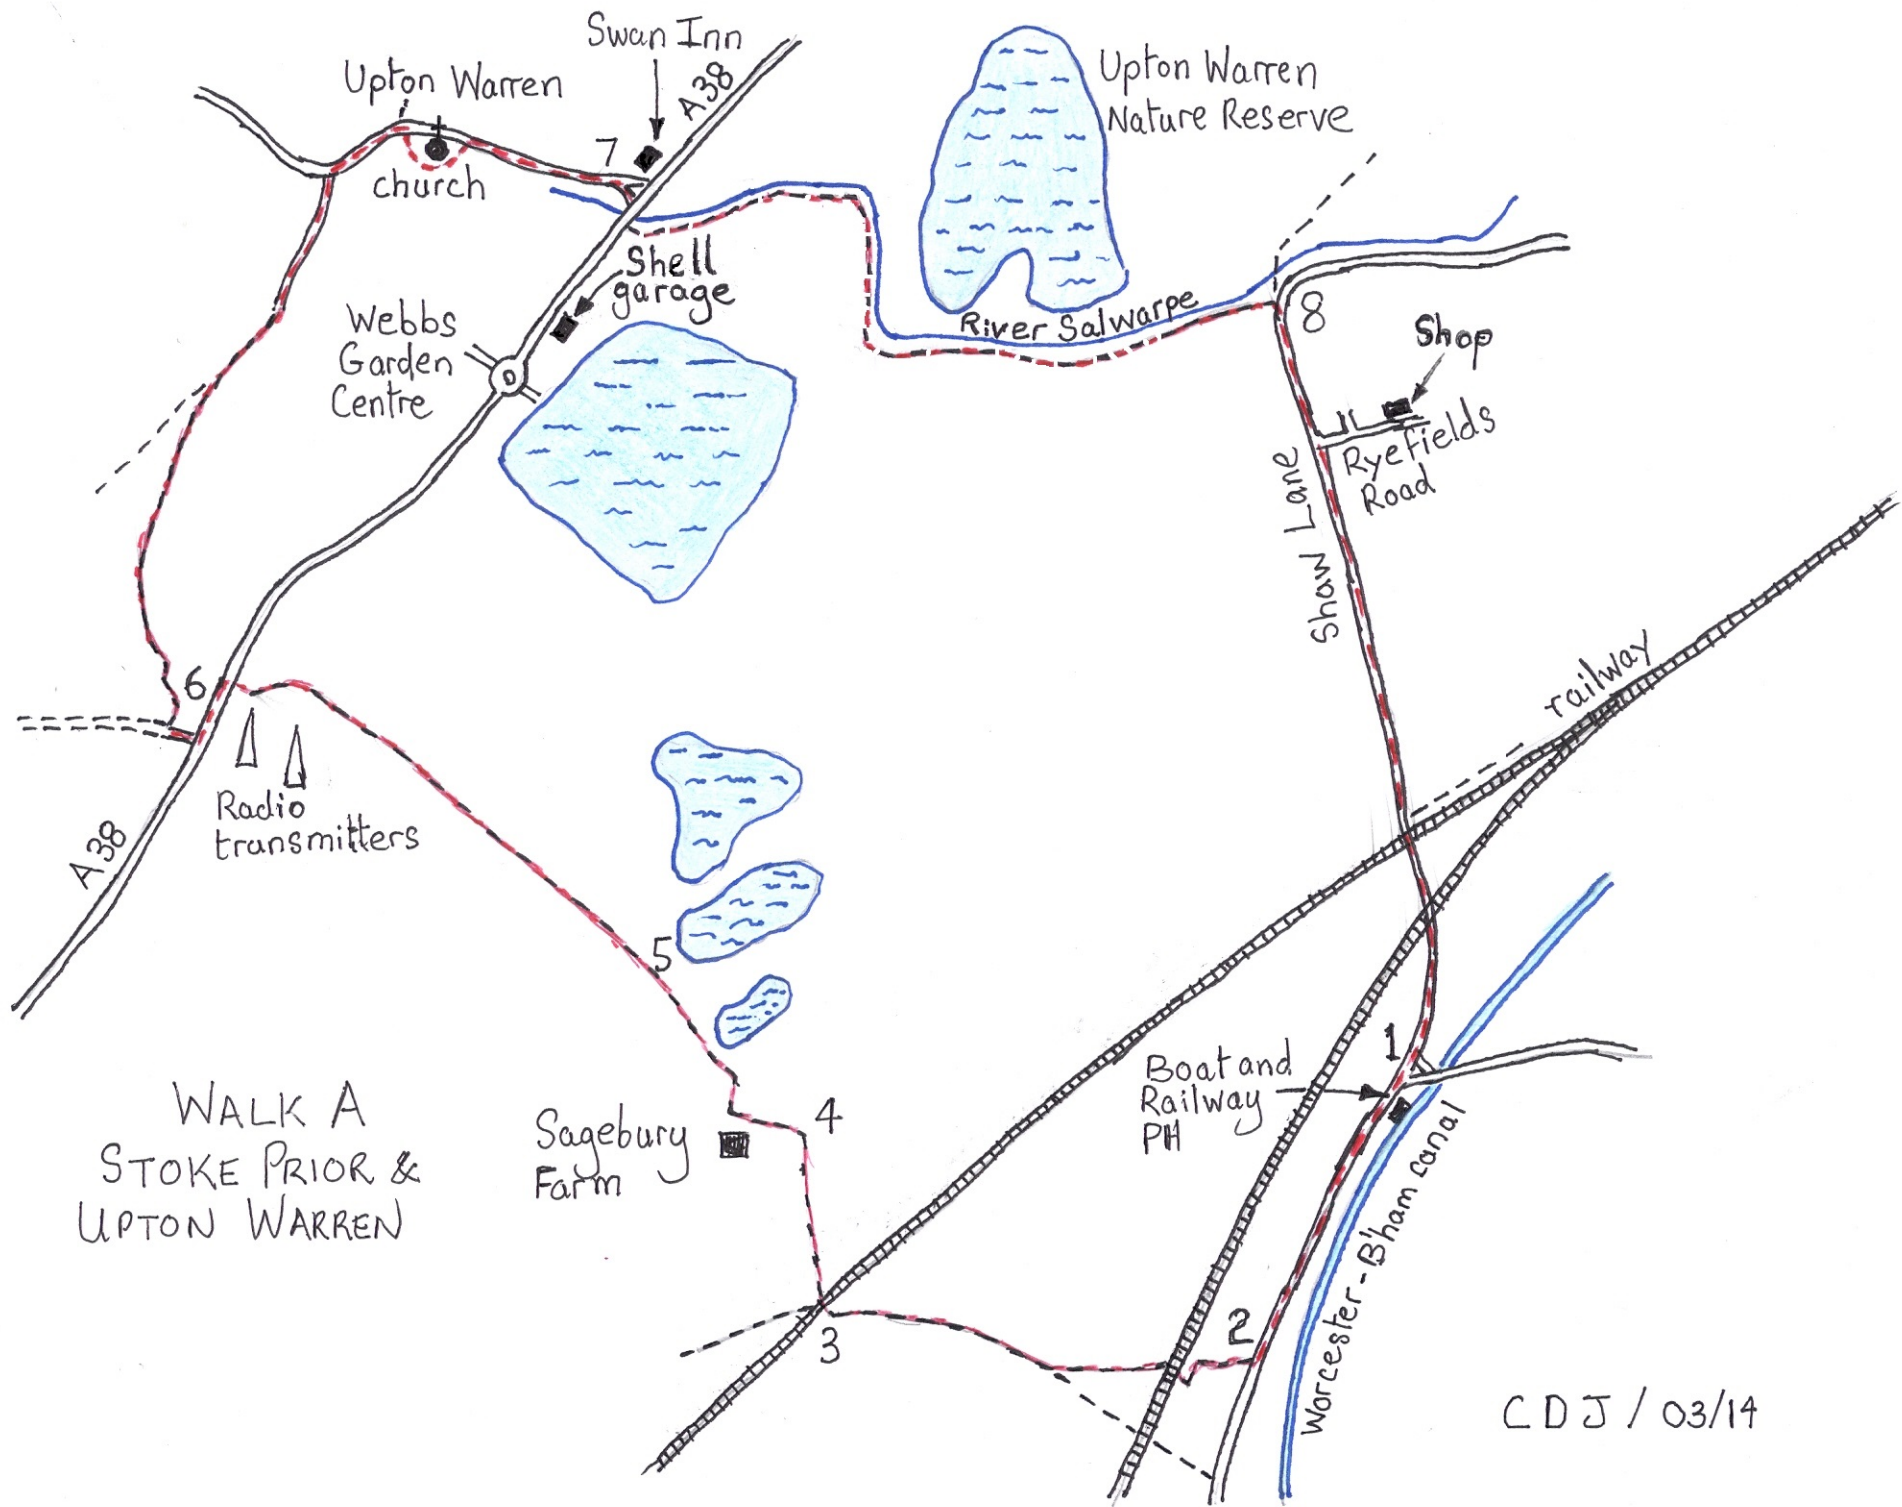 Swan Inn
A38
Upton Warren
7
church
Upton Warren
Nature Reserve
Shell
garage
Webbs
Garden
Centre
D
River Salwarpe
8
Shop
Ryefields
Road
Shaw Lane
railway
6
Radio
transmitters
A38
5
4
Sagebury
Farm
3
1
Boat and
Railway
PH
2
Worcester - B'ham canal
WALK A
STOKE PRIOR &
UPTON WARREN
CDJ / 03/14